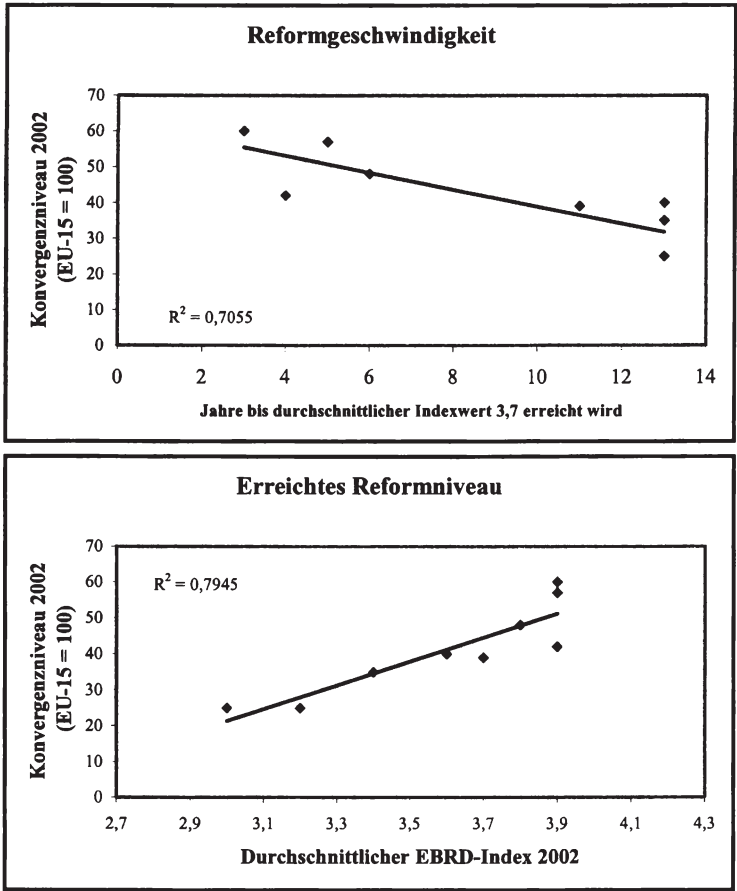 Reformgeschwindigkeit
Konvergenzniveau 2002
(EU-15 = 100)
70
60
50
40
30
20
10
0
R² = 0,7055
0 2 4 6 8 10 12 14
Jahre bis durchschnittlicher Indexwert 3,7 erreicht wird
Erreichtes Reformniveau
Konvergenzniveau 2002
(EU-15 = 100)
70
60
50
40
30
20
10
0
R² = 0,7945
2,7 2,9 3,1 3,3 3,5 3,7 3,9 4,1 4,3
Durchschnittlicher EBRD-Index 2002